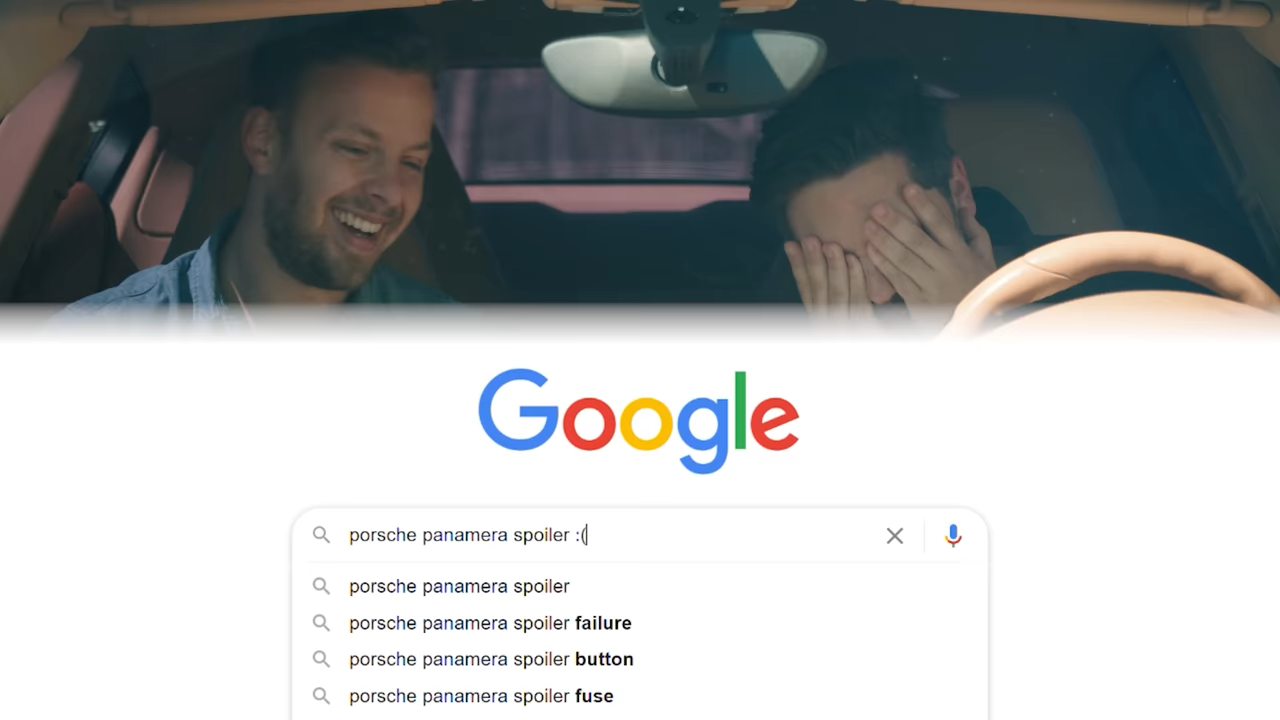 Google
porsche panamera spoiler :(
porsche panamera spoiler
porsche panamera spoiler failure
porsche panamera spoiler button
porsche panamera spoiler fuse